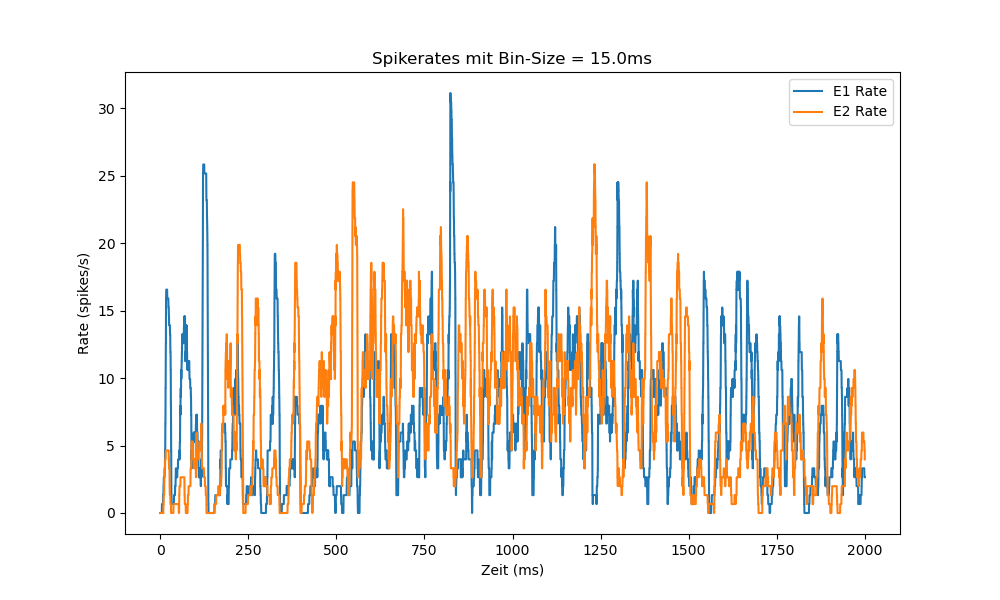 Spikerates mit Bin-Size = 15.0ms
E1 Rate
E2 Rate
Rate (spikes/s)
30
25
20
15
10
5
0
0 250 500 750 1000 1250 1500 1750 2000
Zeit (ms)